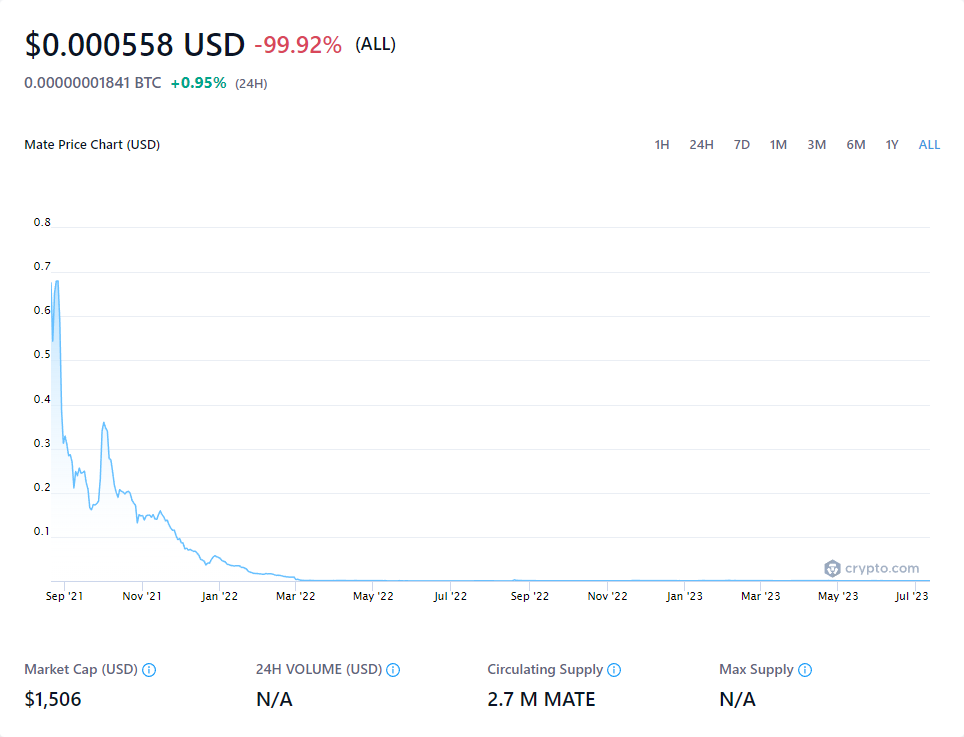 $0.000558 USD -99.92% (ALL)
0.00000001841 BTC +0.95% (24H)
Mate Price Chart (USD) 1H 24H 7D 1M 3M 6M 1Y ALL
0.8
0.7
0.6
0.5
0.4
0.3
0.2
0.1
crypto.com
Sep '21 Nov '21 Jan '22 Mar '22 May '22 Jul '22 Sep '22 Nov '22 Jan '23 Mar '23 May '23 Jul '23
Market Cap (USD) 24H VOLUME (USD) Circulating Supply Max Supply
$1,506 N/A 2.7 M MATE N/A